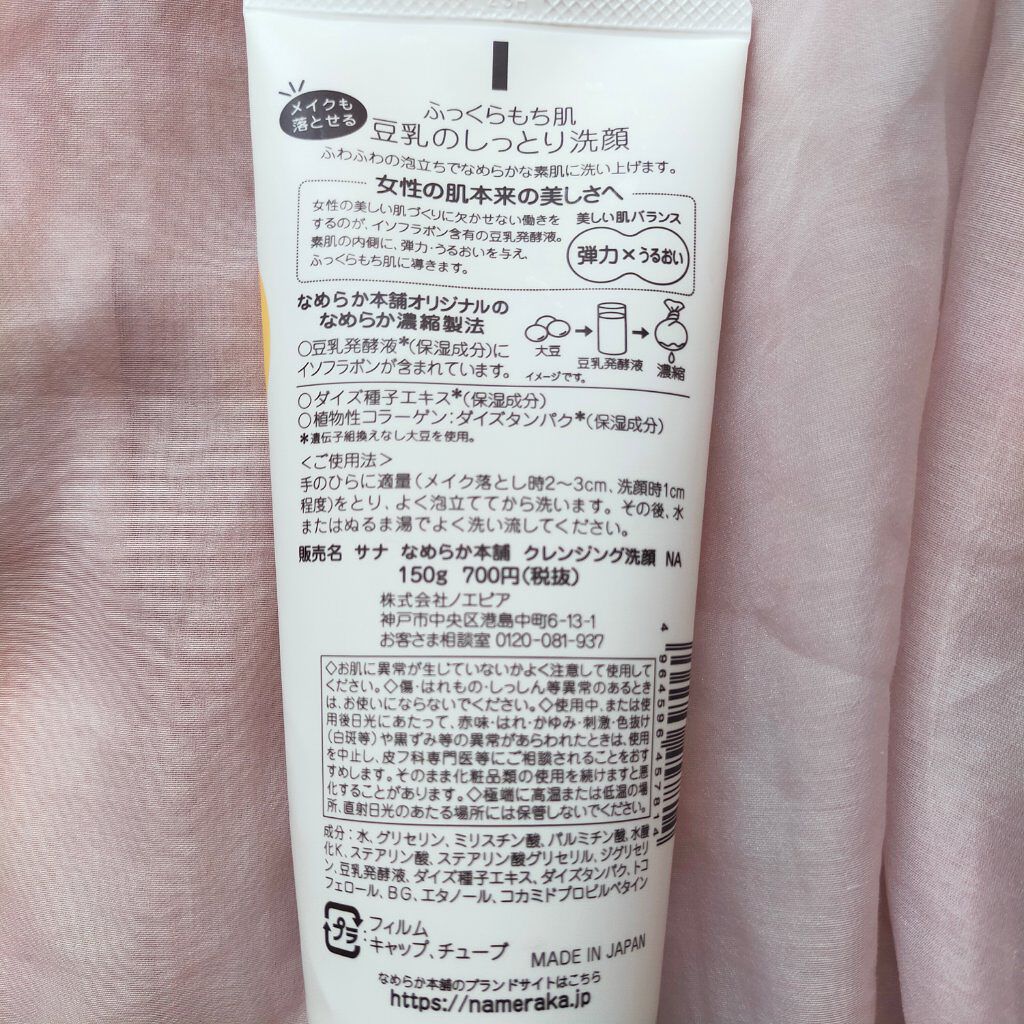 メイクも
落とせる
ふっくらもち肌
豆乳のしっとり洗顔
ふわふわの泡立ちでなめらかな素肌に洗い上げます。
女性の肌本来の美しさへ
女性の美しい肌づくりに欠かせない働きを
するのが、イソフラボン含有の豆乳発酵液。
素肌の内側に、弾力・うるおいを与え、
ふっくらもち肌に導きます。
美しい肌バランス
弾力×うるおい
なめらか本舗オリジナルの
なめらか濃縮製法
○豆乳発酵液*(保湿成分)に
イソフラボンが含まれています。
大豆
豆乳発酵液
濃縮
イメージです。
○ダイズ種子エキス*(保湿成分)
○植物性コラーゲン:ダイズタンパク*(保湿成分)
*遺伝子組換えなし大豆を使用。
<ご使用法>
手のひらに適量(メイク落とし時2～3cm、洗顔時1cm
程度)をとり、よく泡立ててから洗います。その後、水
またはぬるま湯でよく洗い流してください。
販売名 サナ なめらか本舗 クレンジング洗顔 NA
150g 700円(税抜)
株式会社ノエビア
神戸市中央区港島中町6-13-1
お客さま相談室 0120-081-937
◇お肌に異常が生じていないかよく注意して使用して
ください。◇傷・はれもの・しっしん等異常のあるとき
は、お使いにならないでください。◇使用中、または使
用後日光にあたって、赤味・はれ・かゆみ・刺激・色抜け
(白斑等)や黒ずみ等の異常があらわれたときは、使用
を中止し、皮フ科専門医等にご相談されることをおす
すめします。そのまま化粧品類の使用を続けますと悪
化することがあります。◇極端に高温または低温の場
所、直射日光のあたる場所には保管しないでください。
4964596457814
成分:水、グリセリン、ミリスチン酸、パルミチン酸、水酸
化K、ステアリン酸、ステアリン酸グリセリル、ジグリセリ
ン、豆乳発酵液、ダイズ種子エキス、ダイズタンパク、トコ
フェロール、BG、エタノール、コカミドプロピルベタイン
プラ
:フィルム
:キャップ、チューブ
MADE IN JAPAN
なめらか本舗のブランドサイトはこちら
https://nameraka.jp